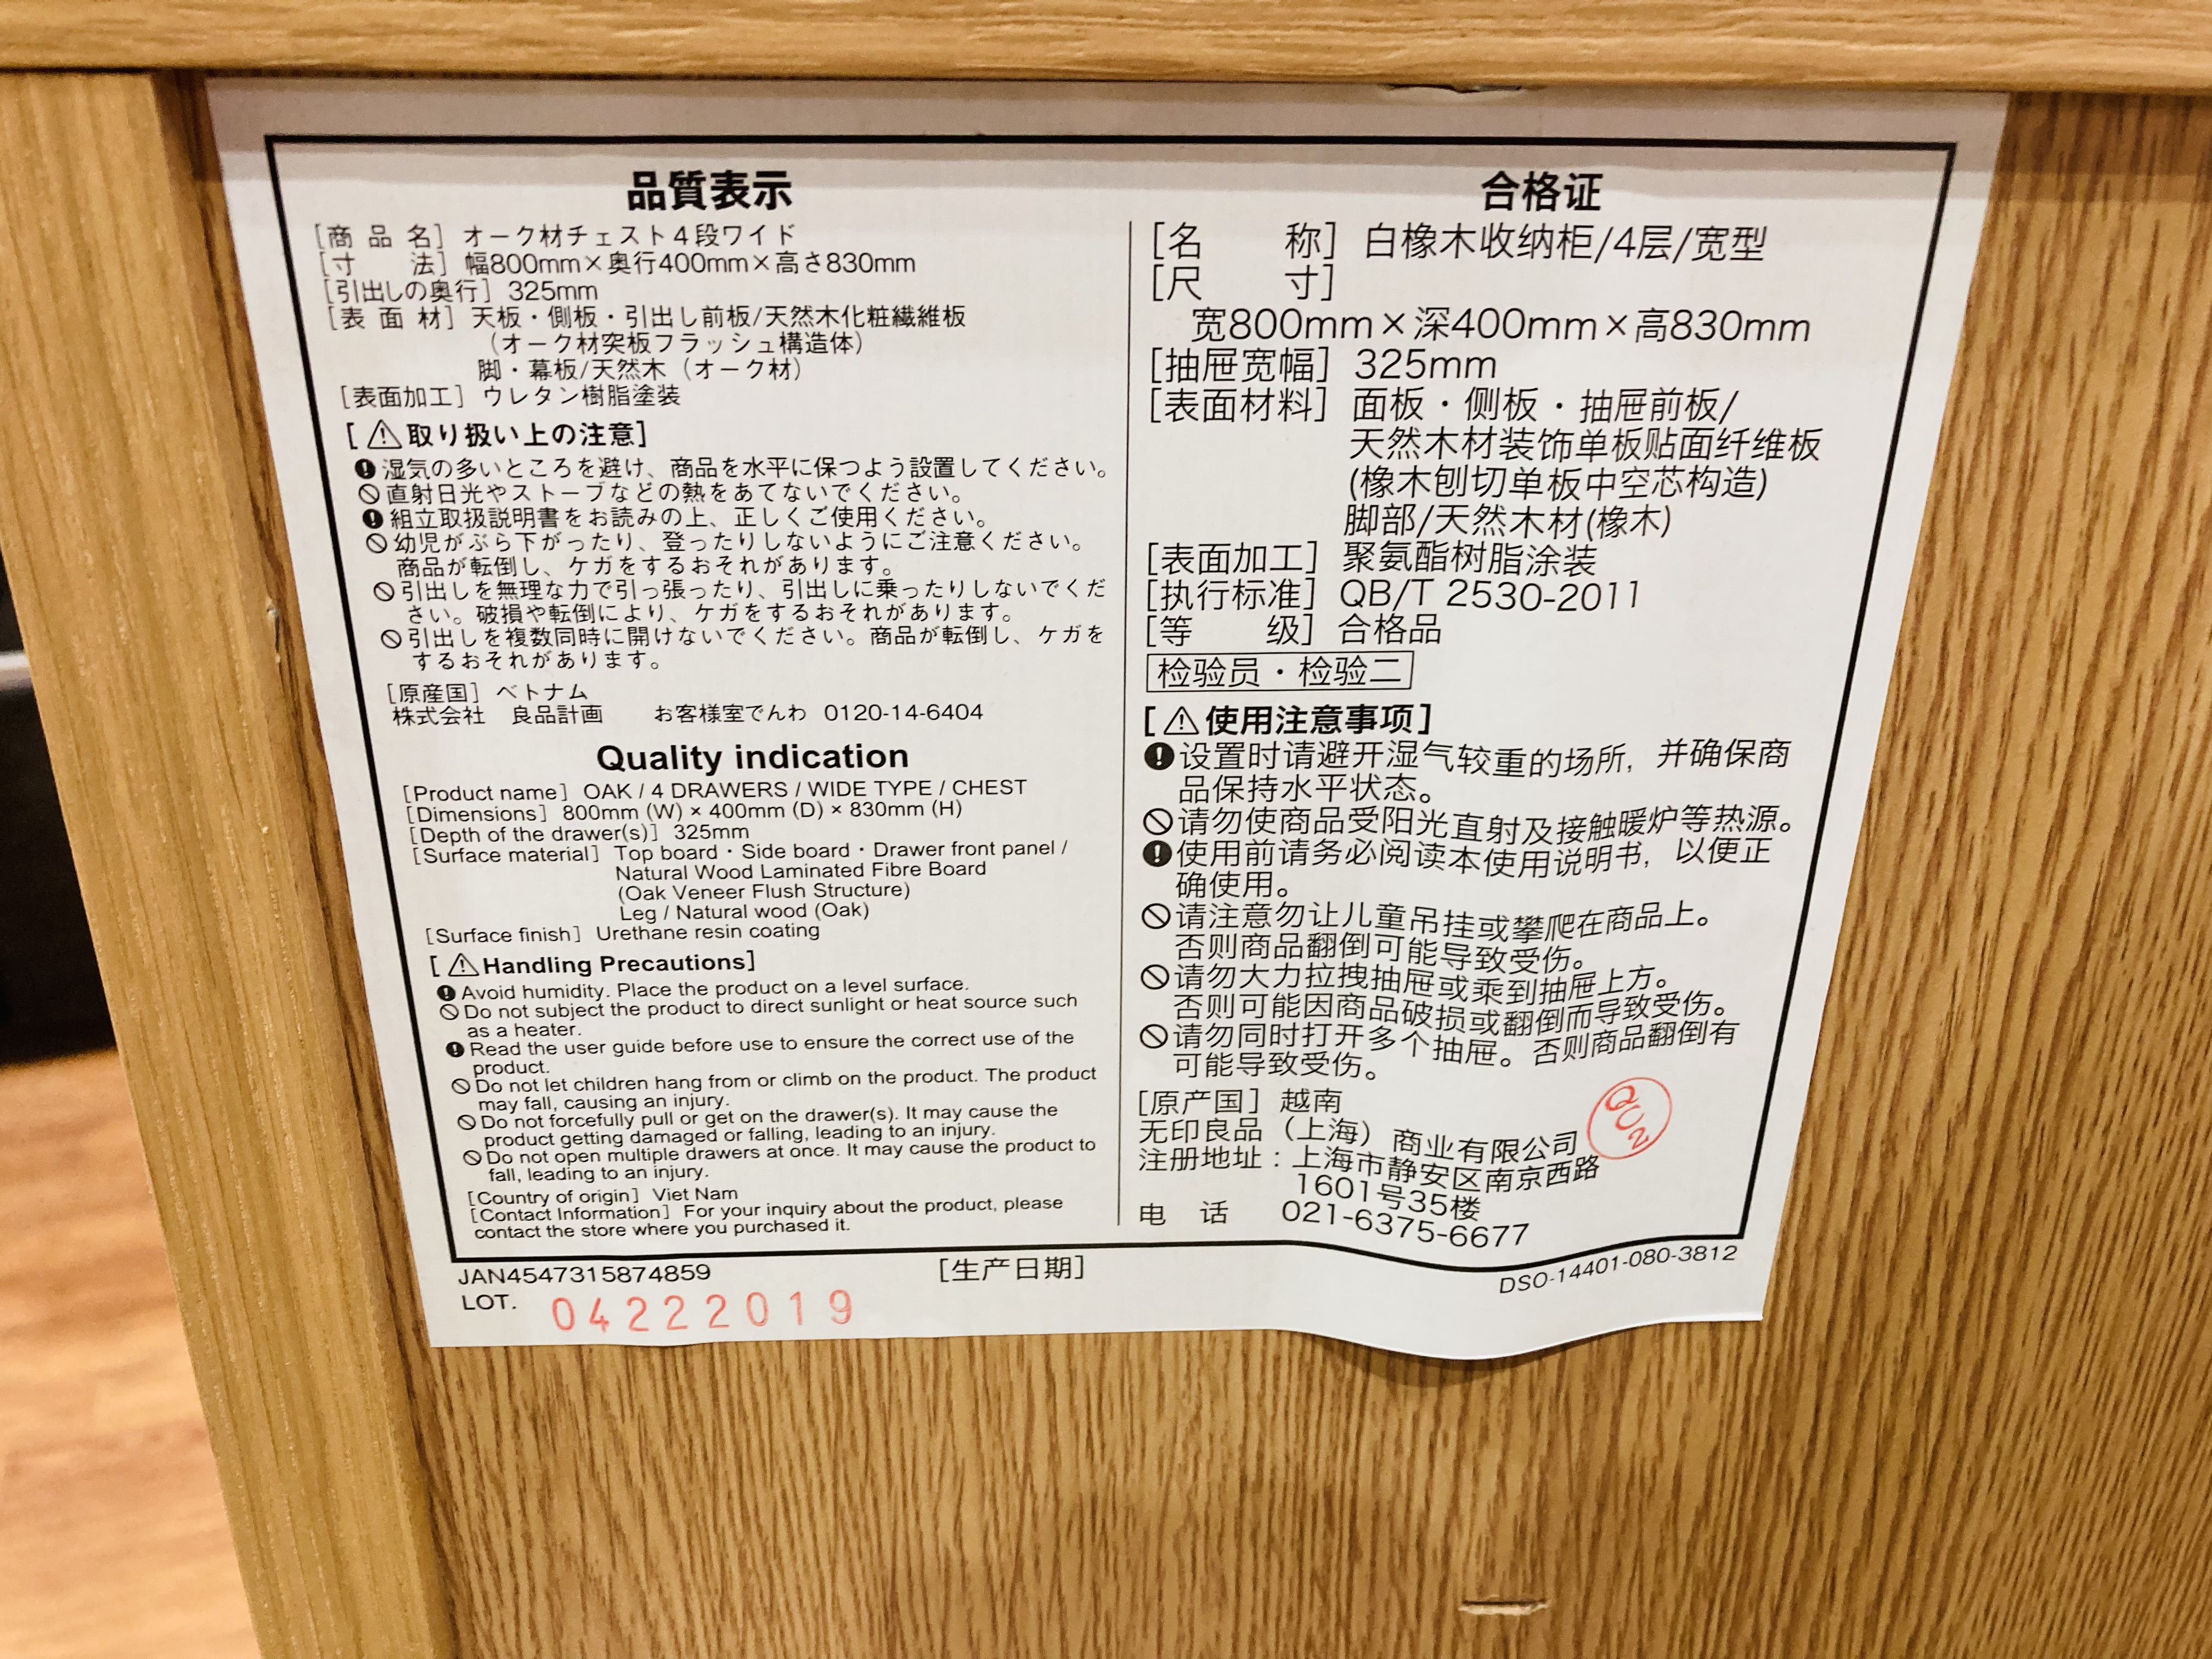 品質表示
[商品名] オーク材チェスト4段ワイド
[寸 法] 幅800mm×奥行400mm×高さ830mm
[引出しの奥行] 325mm
[表面材] 天板・側板・引出し前板/天然木化粧繊維板
(オーク材突板フラッシュ構造体)
脚・幕板/天然木 (オーク材)
[表面加工] ウレタン樹脂塗装
[⚠取り扱い上の注意]
湿気の多いところを避け、商品を水平に保つよう設置してください。
直射日光やストーブなどの熱をあてないでください。
組立取扱説明書をお読みの上、正しくご使用ください。
幼児がぶら下がったり、登ったりしないようにご注意ください。
商品が転倒し、ケガをするおそれがあります。
引出しを無理な力で引っ張ったり、引出しに乗ったりしないでくだ
さい。破損や転倒により、ケガをするおそれがあります。
引出しを複数同時に開けないでください。商品が転倒し、ケガを
するおそれがあります。
[原産国] ベトナム
株式会社 良品計画 お客様室でんわ 0120-14-6404
Quality indication
[Product name] OAK / 4 DRAWERS / WIDE TYPE / CHEST
[Dimensions] 800mm (W) × 400mm (D) × 830mm (H)
[Depth of the drawer(s)] 325mm
[Surface material] Top board・Side board・Drawer front panel /
Natural Wood Laminated Fibre Board
(Oak Veneer Flush Structure)
Leg / Natural wood (Oak)
[Surface finish] Urethane resin coating
[⚠Handling Precautions]
Avoid humidity. Place the product on a level surface.
Do not subject the product to direct sunlight or heat source such
as a heater.
Read the user guide before use to ensure the correct use of the
product.
Do not let children hang from or climb on the product. The product
may fall, causing an injury.
Do not forcefully pull or get on the drawer(s). It may cause the
product getting damaged or falling, leading to an injury.
Do not open multiple drawers at once. It may cause the product to
fall, leading to an injury.
[Country of origin] Viet Nam
[Contact Information] For your inquiry about the product, please
contact the store where you purchased it.
合格证
[名 称] 白橡木收纳柜/4层/宽型
[尺 寸]
宽800mm×深400mm×高830mm
[抽屉宽幅] 325mm
[表面材料] 面板・侧板・抽屉前板/
天然木材装饰单板贴面纤维板
(橡木刨切单板中空芯构造)
脚部/天然木材(橡木)
[表面加工] 聚氨酯树脂涂装
[执行标准] QB/T 2530-2011
[等 级] 合格品
检验员・检验二
[⚠使用注意事项]
设置时请避开湿气较重的场所，并确保商
品保持水平状态。
请勿使商品受阳光直射及接触暖炉等热源。
使用前请务必阅读本使用说明书，以便正
确使用。
请注意勿让儿童吊挂或攀爬在商品上。
否则商品翻倒可能导致受伤。
请勿大力拉拽抽屉或乘到抽屉上方。
否则可能因商品破损或翻倒而导致受伤。
请勿同时打开多个抽屉。否则商品翻倒有
可能导致受伤。
[原产国] 越南
无印良品（上海）商业有限公司
注册地址：上海市静安区南京西路
1601号35楼
电 话 021-6375-6677
QC2
JAN4547315874859
[生产日期]
DSO-14401-080-3812
LOT. 04222019